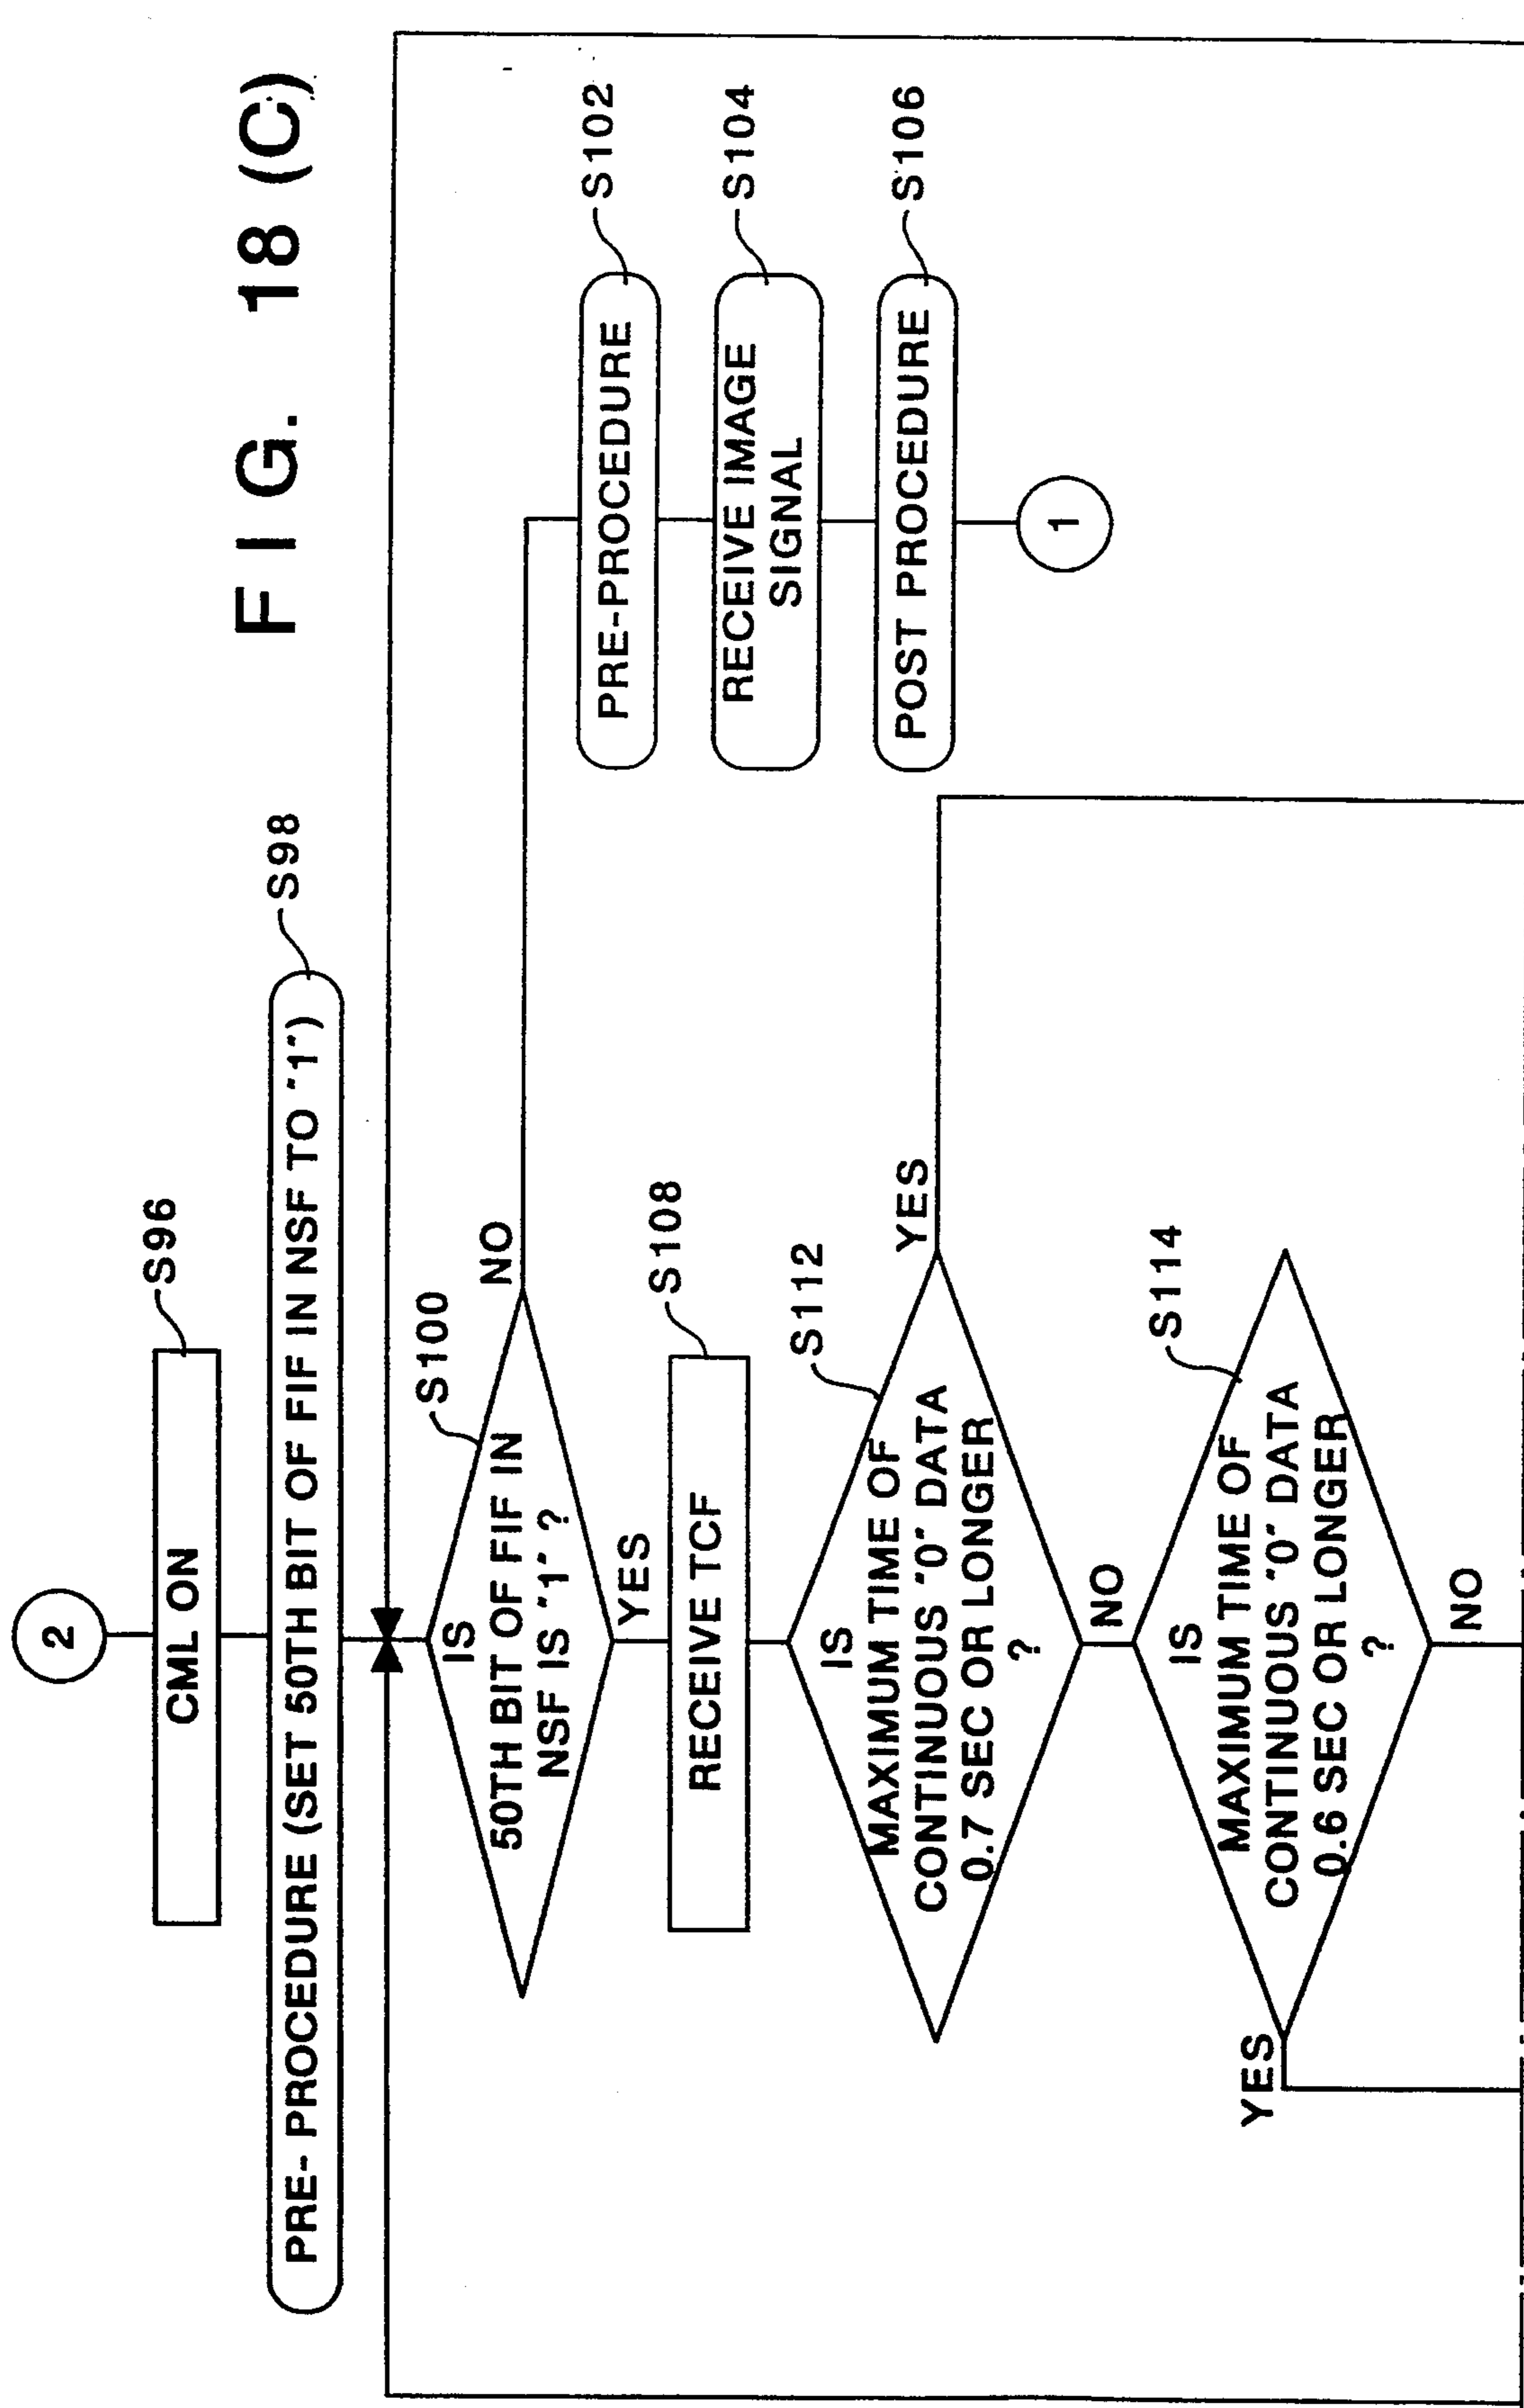 FIG. 18 (C)
2
CML ON
S96
PRE- PROCEDURE (SET 50TH BIT OF FIF IN NSF TO "1")
S98
IS
50TH BIT OF FIF IN
NSF IS "1" ?
S100
NO
YES
PRE-PROCEDURE
S102
RECEIVE IMAGE
SIGNAL
S104
POST PROCEDURE
S106
1
RECEIVE TCF
S108
IS
MAXIMUM TIME OF
CONTINUOUS "0" DATA
0.7 SEC OR LONGER
?
S112
YES
NO
IS
MAXIMUM TIME OF
CONTINUOUS "0" DATA
0.6 SEC OR LONGER
?
S114
YES
NO